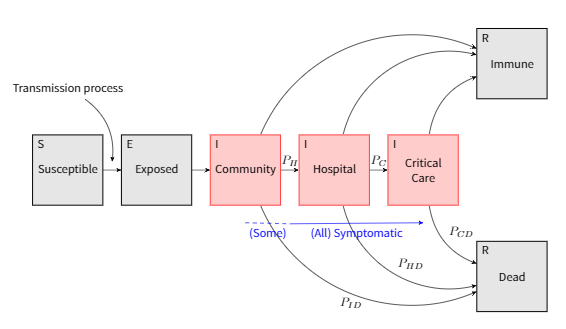 R
Immune
Transmission process
S
Susceptible
E
Exposed
I
Community
P_H
I
Hospital
P_C
I
Critical
Care
(Some)
(All) Symptomatic
P_CD
R
Dead
P_HD
P_ID